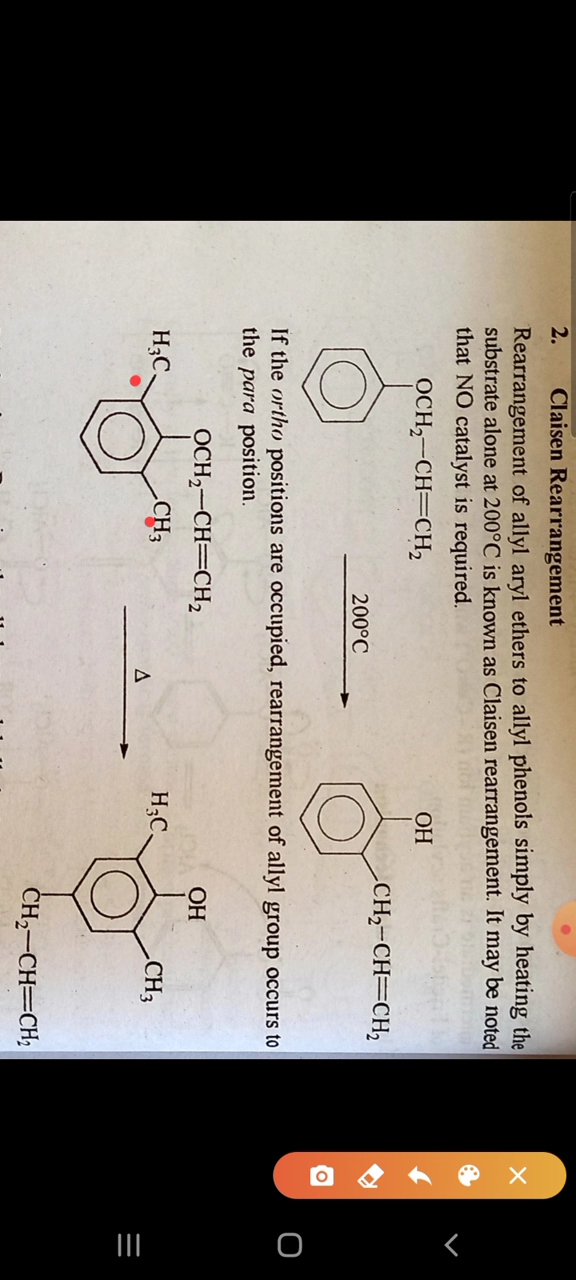 2. Claisen Rearrangement
Rearrangement of allyl aryl ethers to allyl phenols simply by heating the
substrate alone at 200°C is known as Claisen rearrangement. It may be noted
that NO catalyst is required.
OCH₂—CH=CH₂
OH
200°C
CH₂—CH=CH₂
If the ortho positions are occupied, rearrangement of allyl group occurs to
the para position.
OCH₂—CH=CH₂
OH
H₃C
CH₃
Δ
H₃C
CH₃
CH₂—CH=CH₂